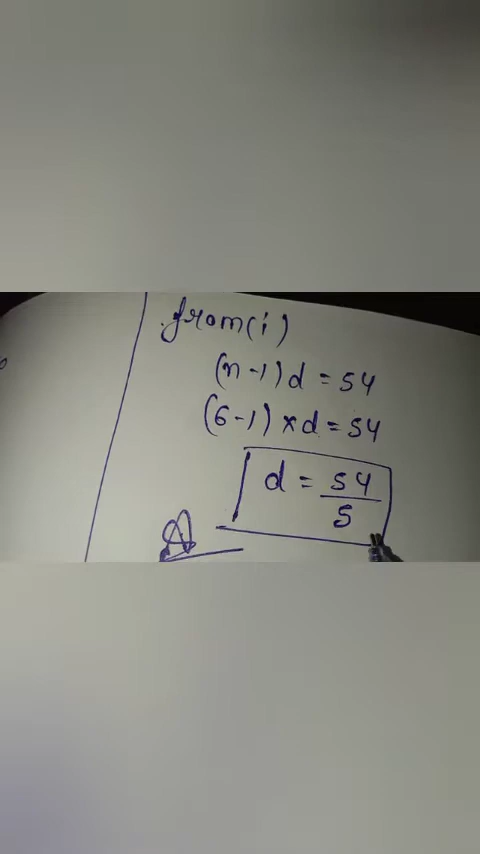 from(i)
(n-1)d = 54
(6-1)×d = 54
d = 54/5